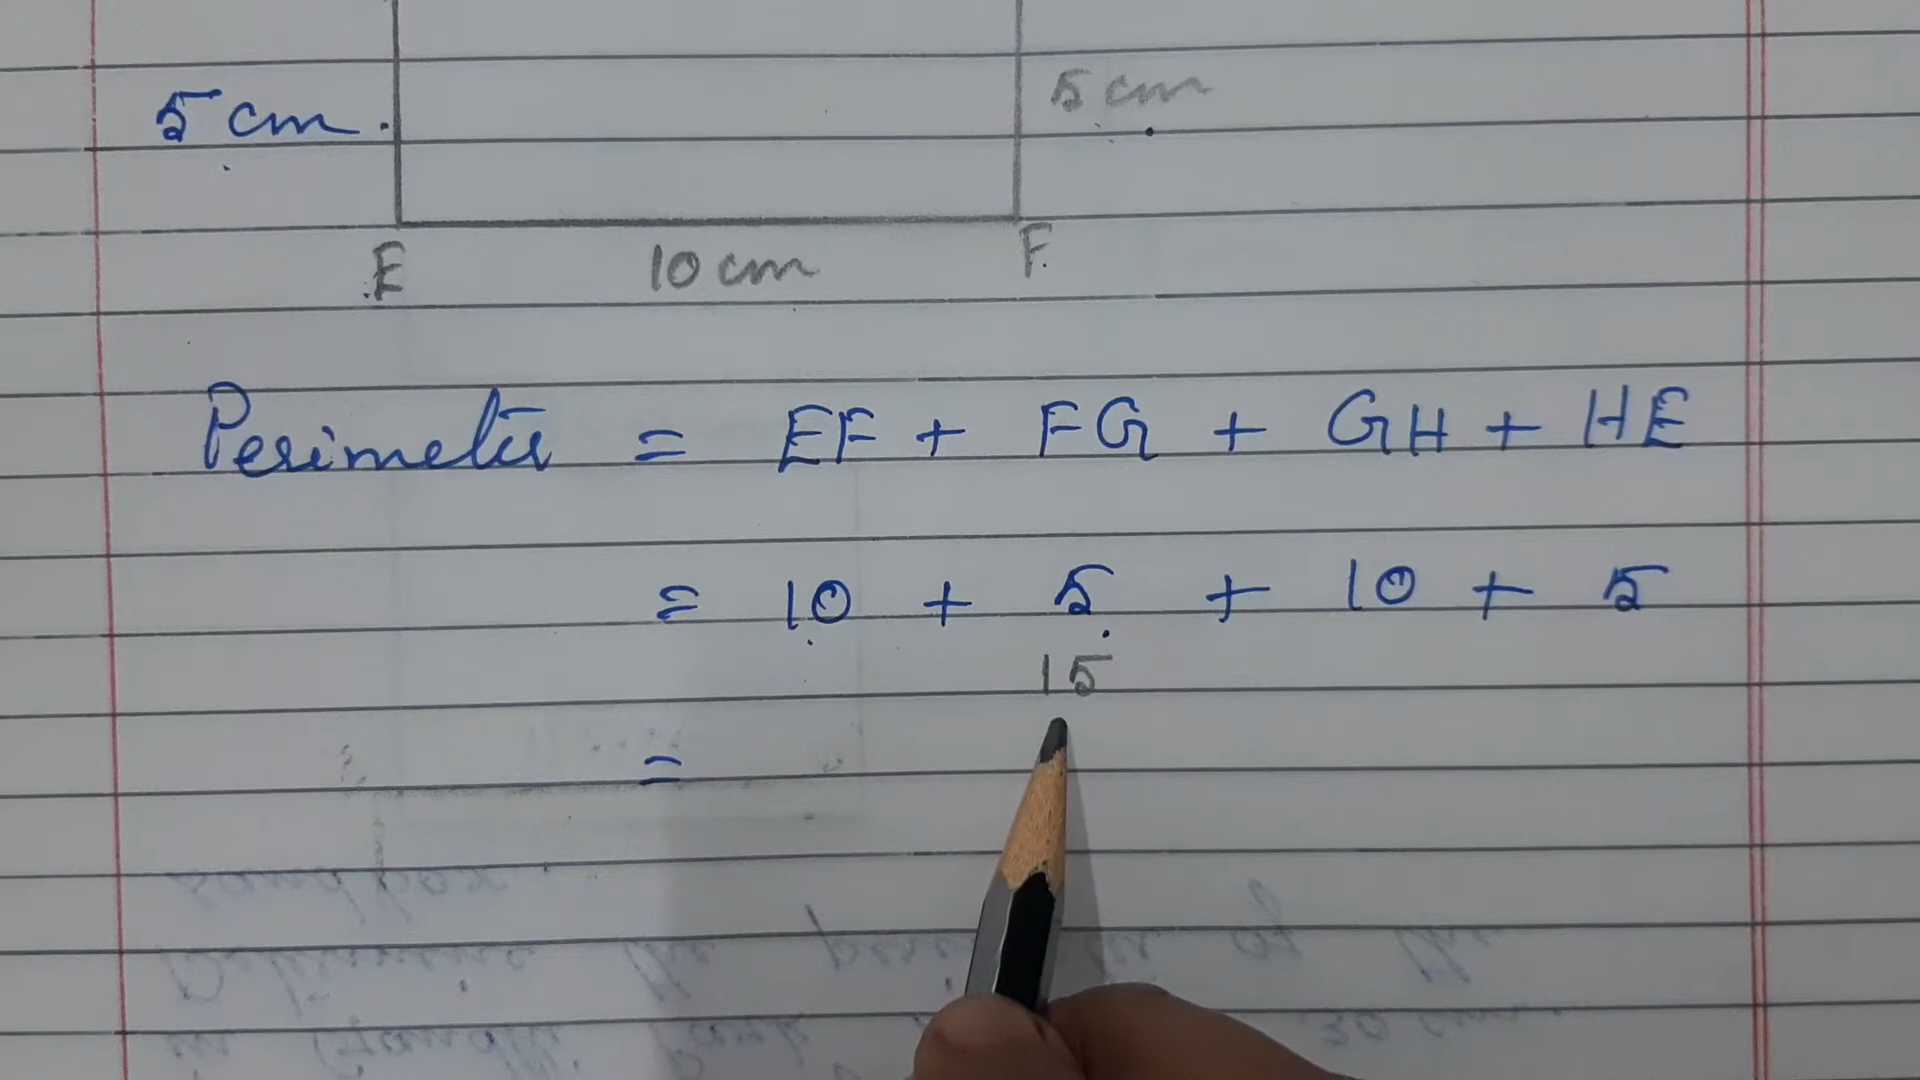 5 cm
5 cm
E 10 cm F
Perimeter = EF + FG + GH + HE
= 10 + 5 + 10 + 5
15
=